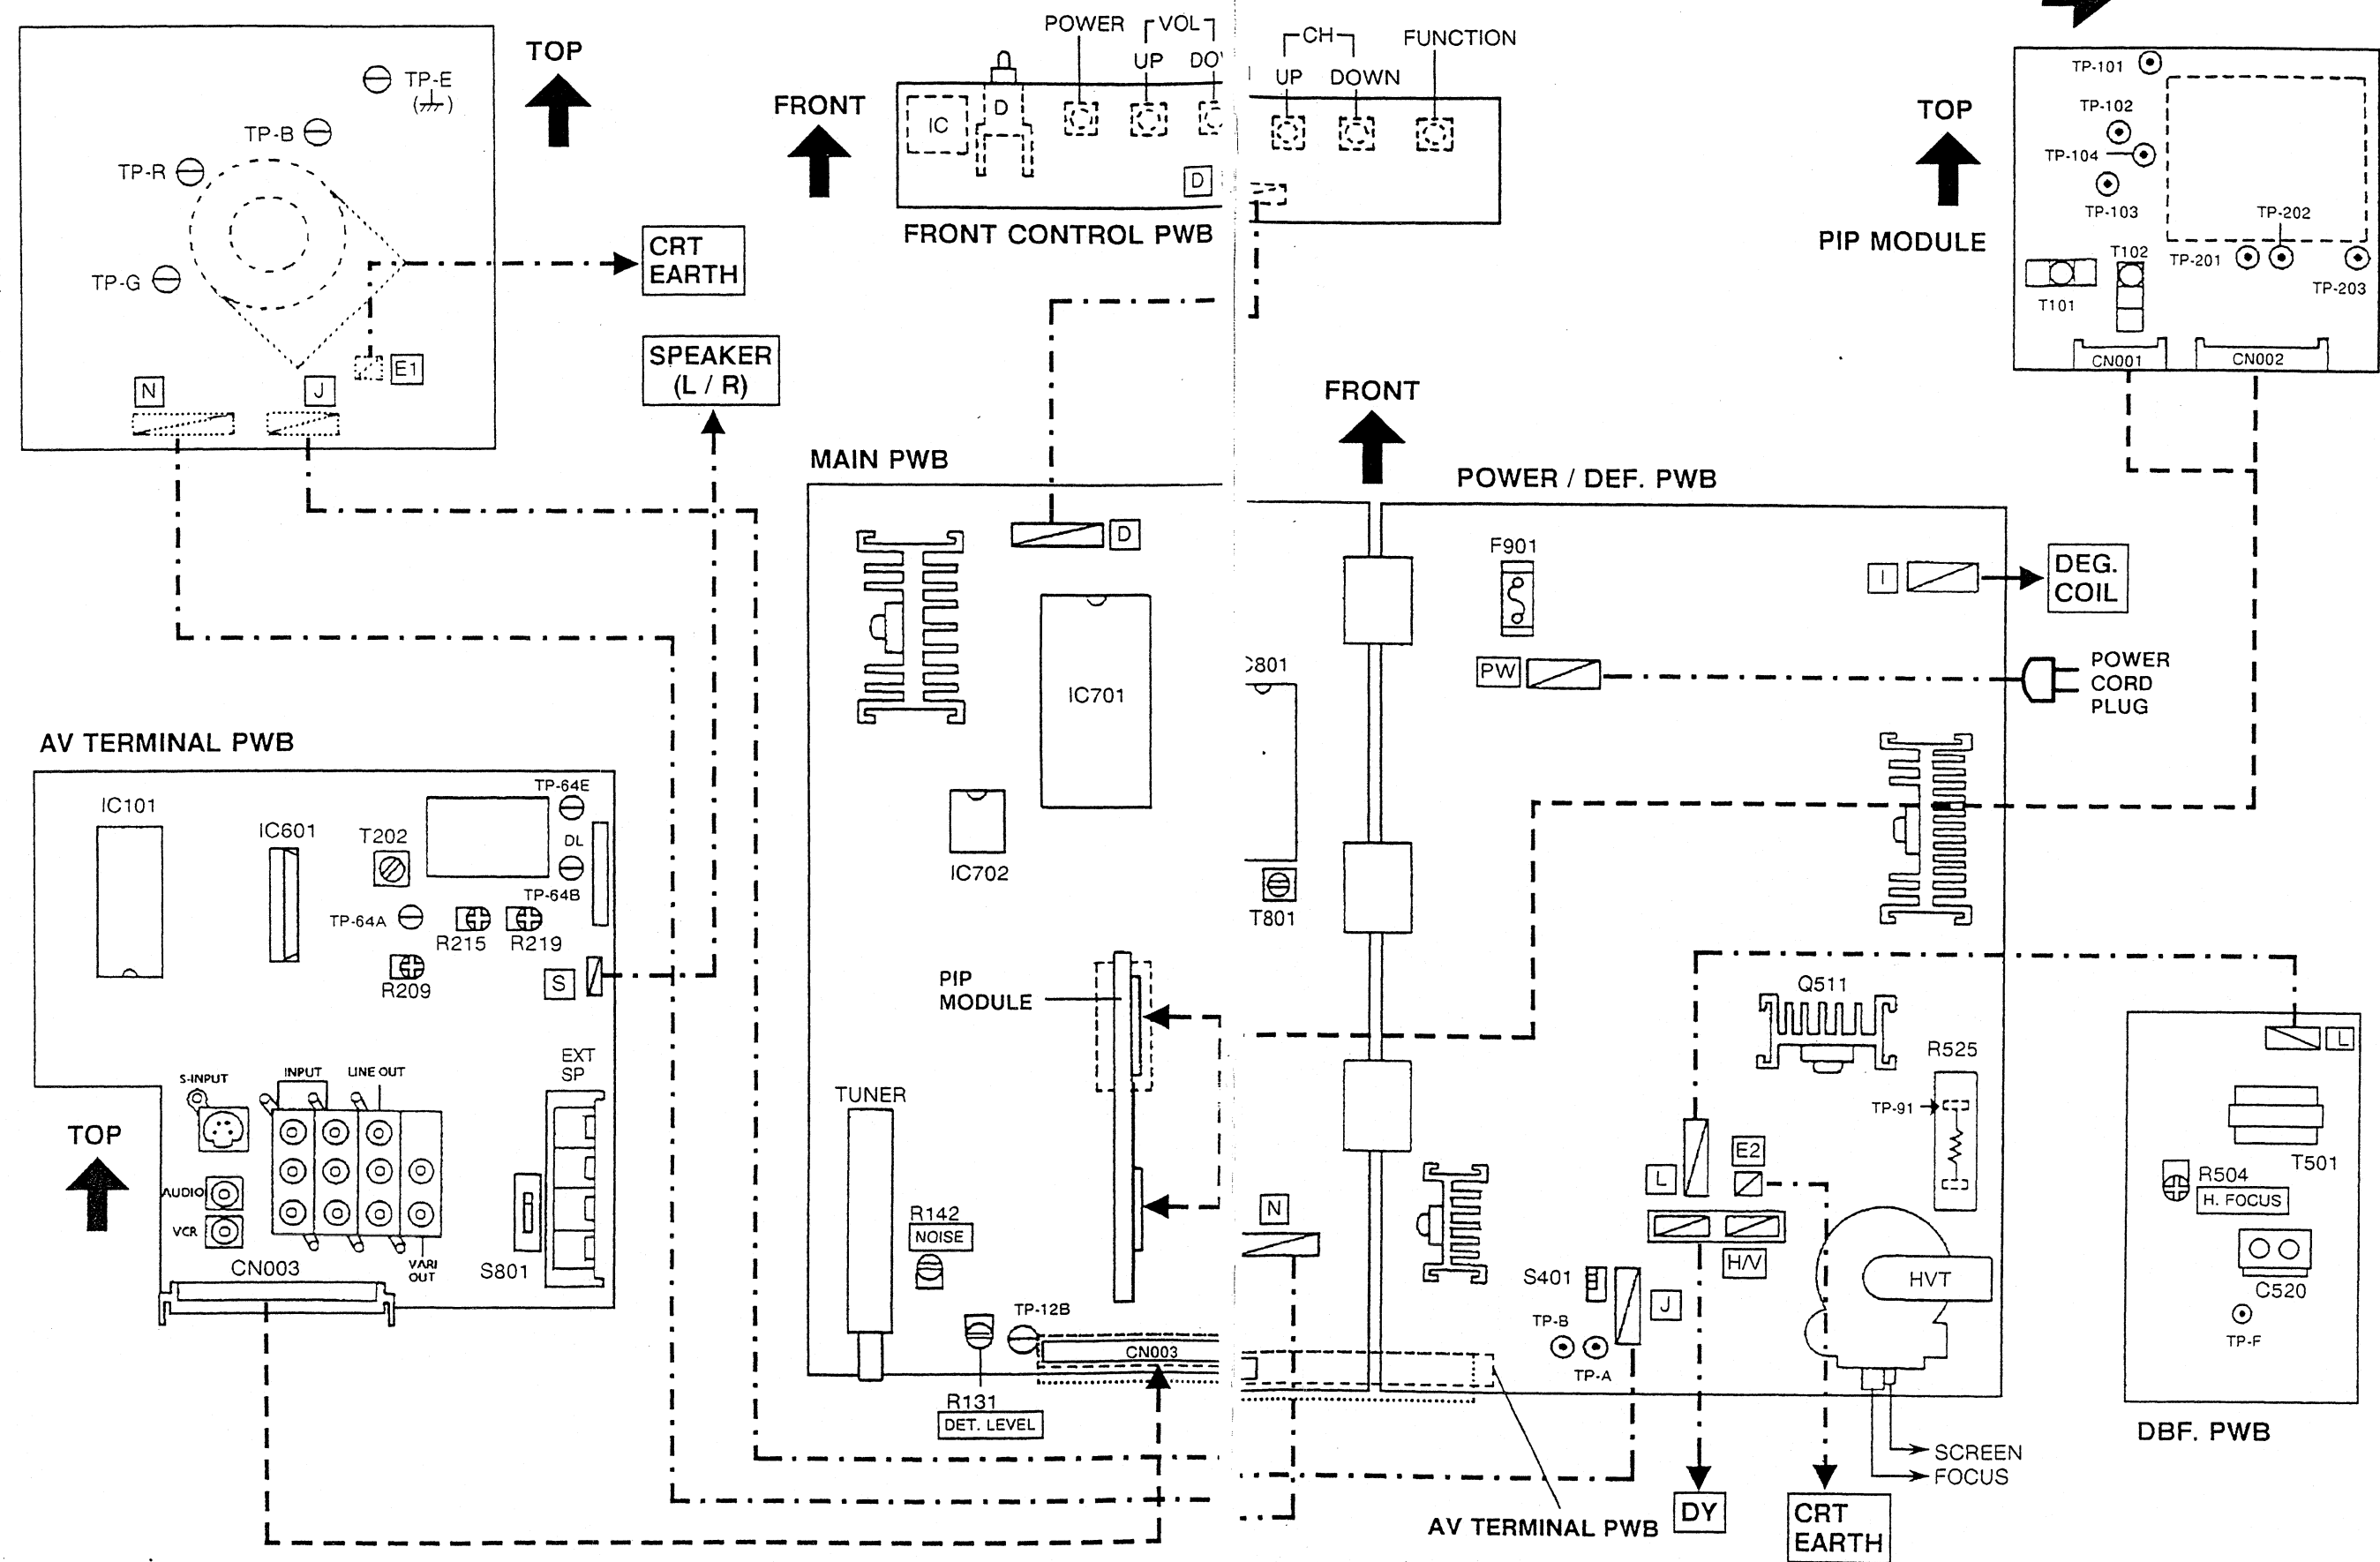 TOP
TP-E
TP-B
TP-R
TP-G
N
J
E1
CRT
EARTH
SPEAKER
(L / R)
FRONT
POWER
VOL
UP
IC
D
D
FRONT CONTROL PWB
CH
UP
DOWN
FUNCTION
TOP
PIP MODULE
TP-101
TP-102
TP-104
TP-103
TP-202
T102
TP-201
TP-203
T101
CN001
CN002
MAIN PWB
D
IC701
IC702
PIP
MODULE
TUNER
R142
NOISE
TP-12B
CN003
R131
DET. LEVEL
FRONT
POWER / DEF. PWB
F901
I
DEG.
COIL
C801
PW
POWER
CORD
PLUG
T801
Q511
R525
TP-91
L
E2
N
H/V
S401
J
HVT
TP-B
TP-A
SCREEN
FOCUS
DY
CRT
EARTH
AV TERMINAL PWB
L
T501
R504
H. FOCUS
C520
TP-F
DBF. PWB
AV TERMINAL PWB
IC101
IC601
T202
TP-64E
DL
TP-64B
TP-64A
R215
R219
R209
S
EXT
SP
S-INPUT
INPUT
LINE OUT
TOP
AUDIO
VCR
VARI
OUT
S801
CN003